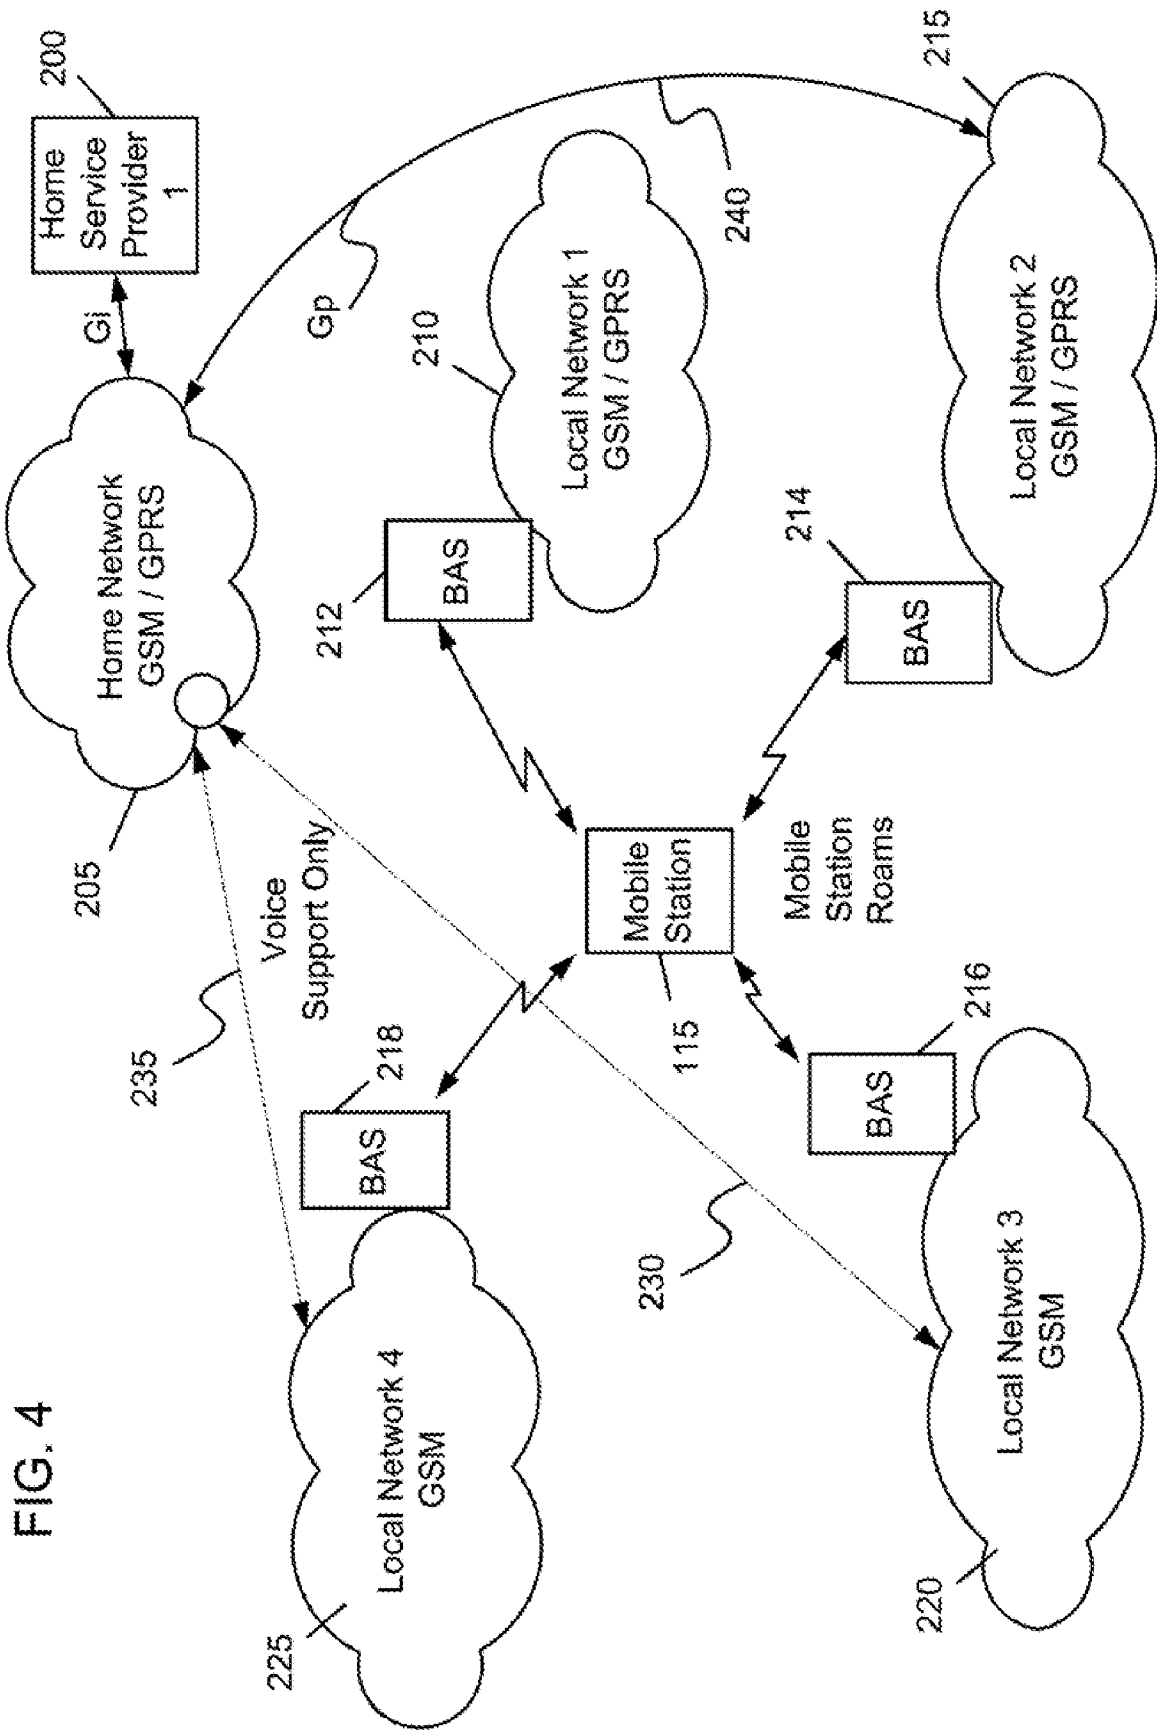 FIG. 4
225
Local Network 4
GSM
BAS
218
235
Voice
Support Only
205
Home Network
GSM / GPRS
Gi
Home
Service
Provider
1
200
Gp
212
BAS
210
Local Network 1
GSM / GPRS
240
230
115
Mobile
Station
Mobile
Station
Roams
214
BAS
215
Local Network 2
GSM / GPRS
216
BAS
220
Local Network 3
GSM